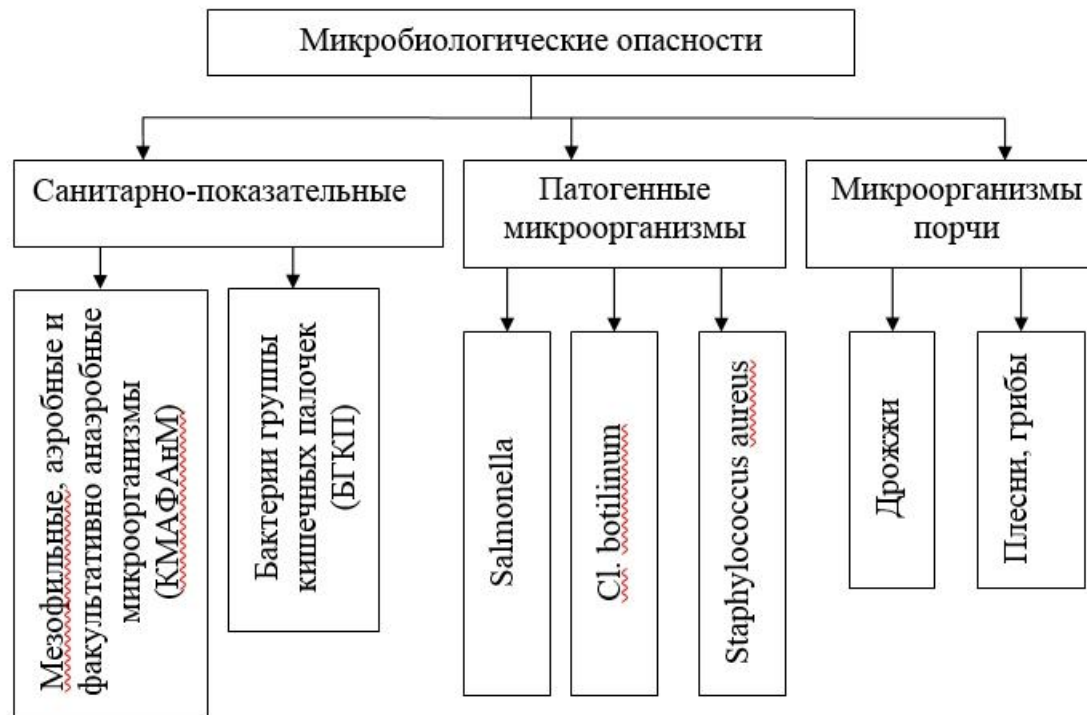 Микробиологические опасности
Санитарно-показательные
Патогенные
микроорганизмы
Микроорганизмы
порчи
Мезофильные, аэробные и
факультативно анаэробные
микроорганизмы
(КМАФАнМ)
Бактерии группы
кишечных палочек
(БГКП)
Salmonella
Cl. botilinum
Staphylococcus aureus
Дрожжи
Плесни, грибы